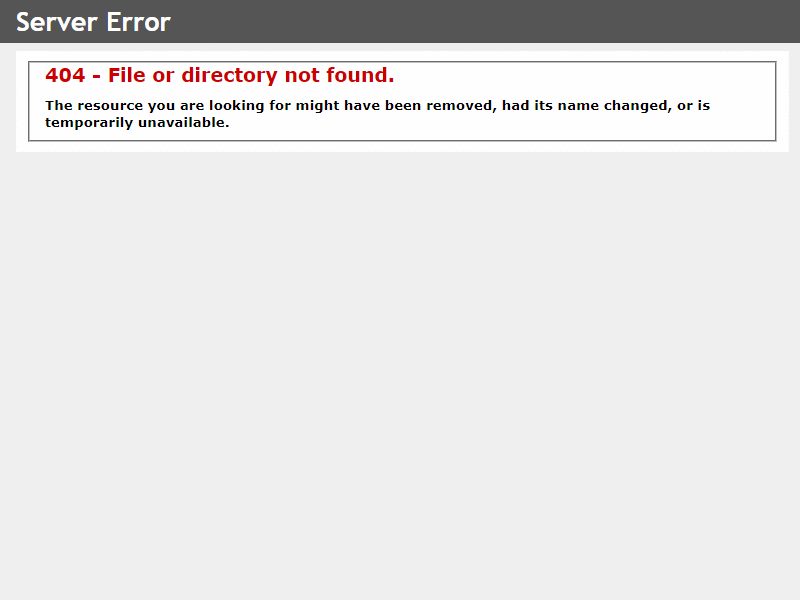 Server Error
404 - File or directory not found.
The resource you are looking for might have been removed, had its name changed, or is
temporarily unavailable.